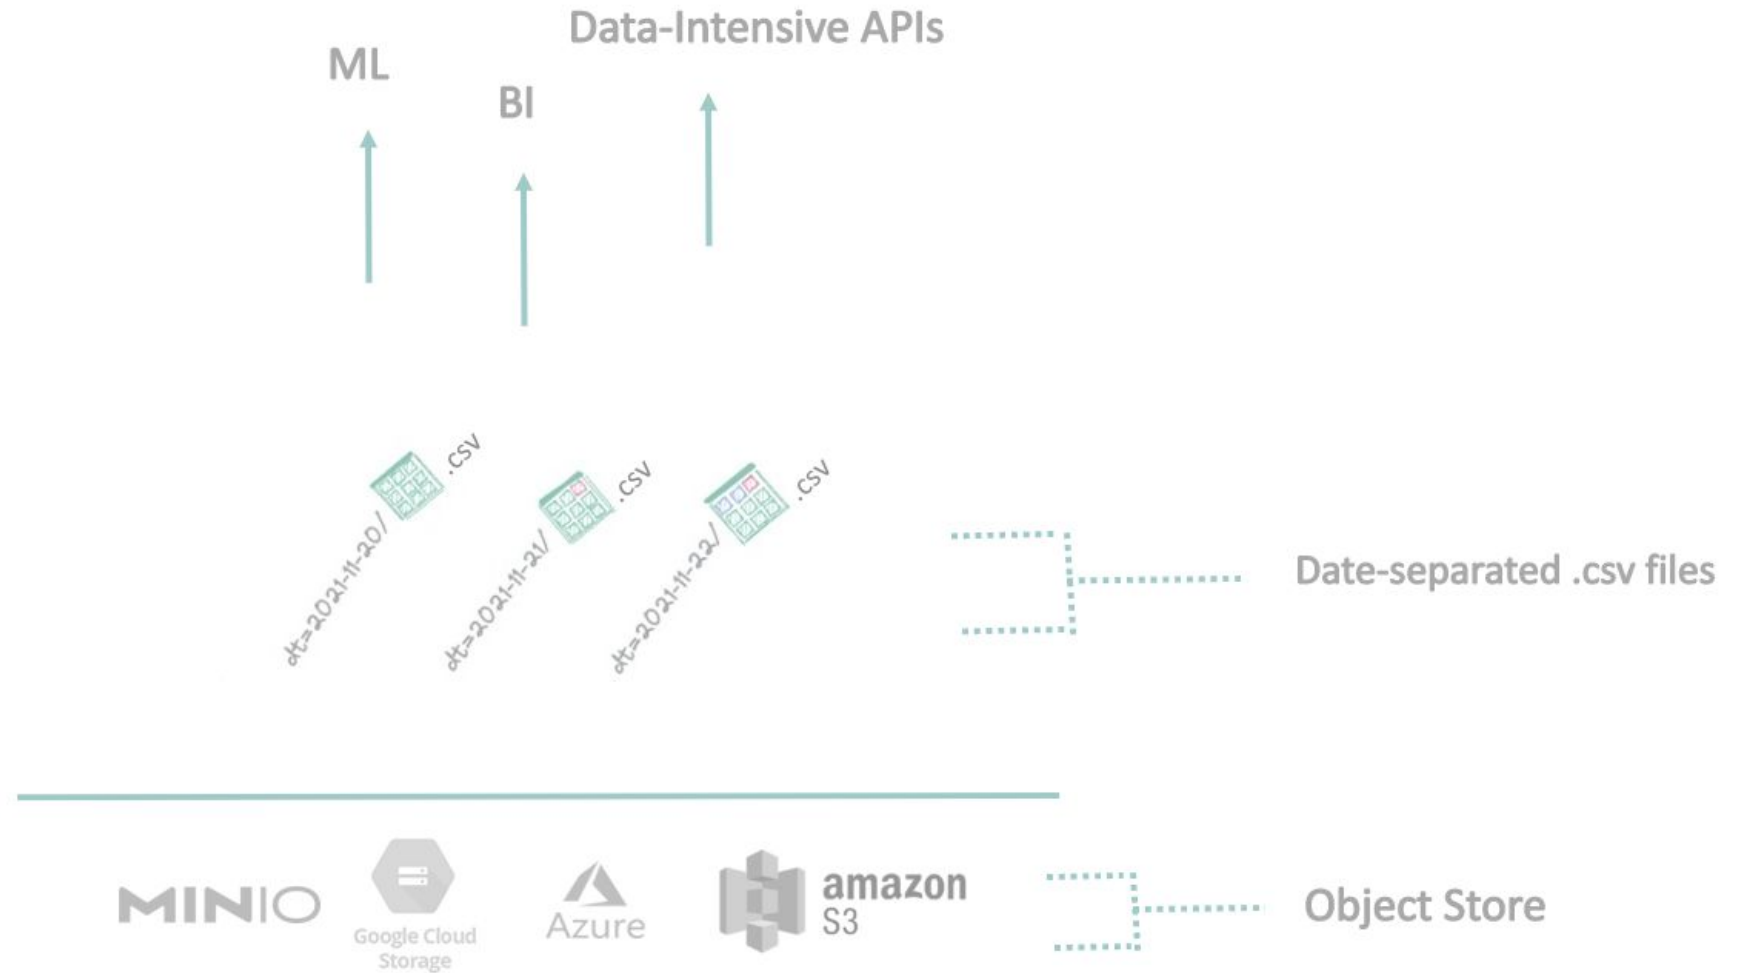 Data-Intensive APIs
ML
BI
.csv
.csv
.csv
dt=2021-11-20/
dt=2021-11-21/
dt=2021-11-22/
Date-separated .csv files
MINIO
Google Cloud
Storage
Azure
amazon
S3
Object Store